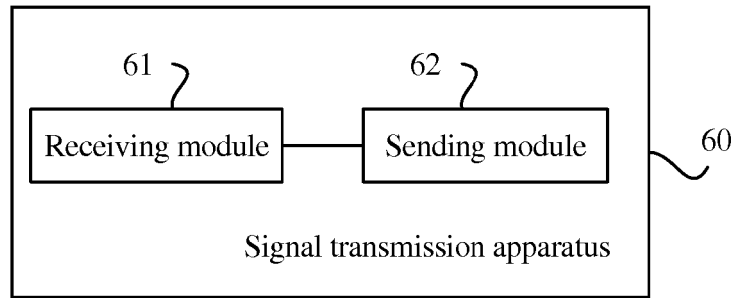 61
62
Receiving module
Sending module
60
Signal transmission apparatus